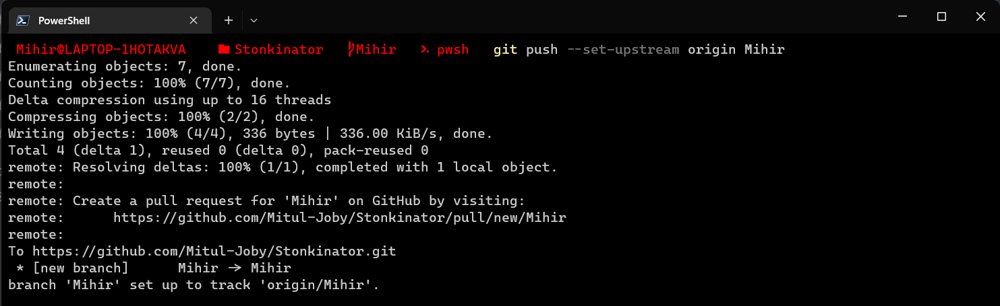 PowerShell
Mihir@LAPTOP-1HOTAKVA Stonkinator Mihir pwsh git push --set-upstream origin Mihir
Enumerating objects: 7, done.
Counting objects: 100% (7/7), done.
Delta compression using up to 16 threads
Compressing objects: 100% (2/2), done.
Writing objects: 100% (4/4), 336 bytes | 336.00 KiB/s, done.
Total 4 (delta 1), reused 0 (delta 0), pack-reused 0
remote: Resolving deltas: 100% (1/1), completed with 1 local object.
remote:
remote: Create a pull request for 'Mihir' on GitHub by visiting:
remote:      https://github.com/Mitul-Joby/Stonkinator/pull/new/Mihir
remote:
To https://github.com/Mitul-Joby/Stonkinator.git
 * [new branch]      Mihir -> Mihir
branch 'Mihir' set up to track 'origin/Mihir'.